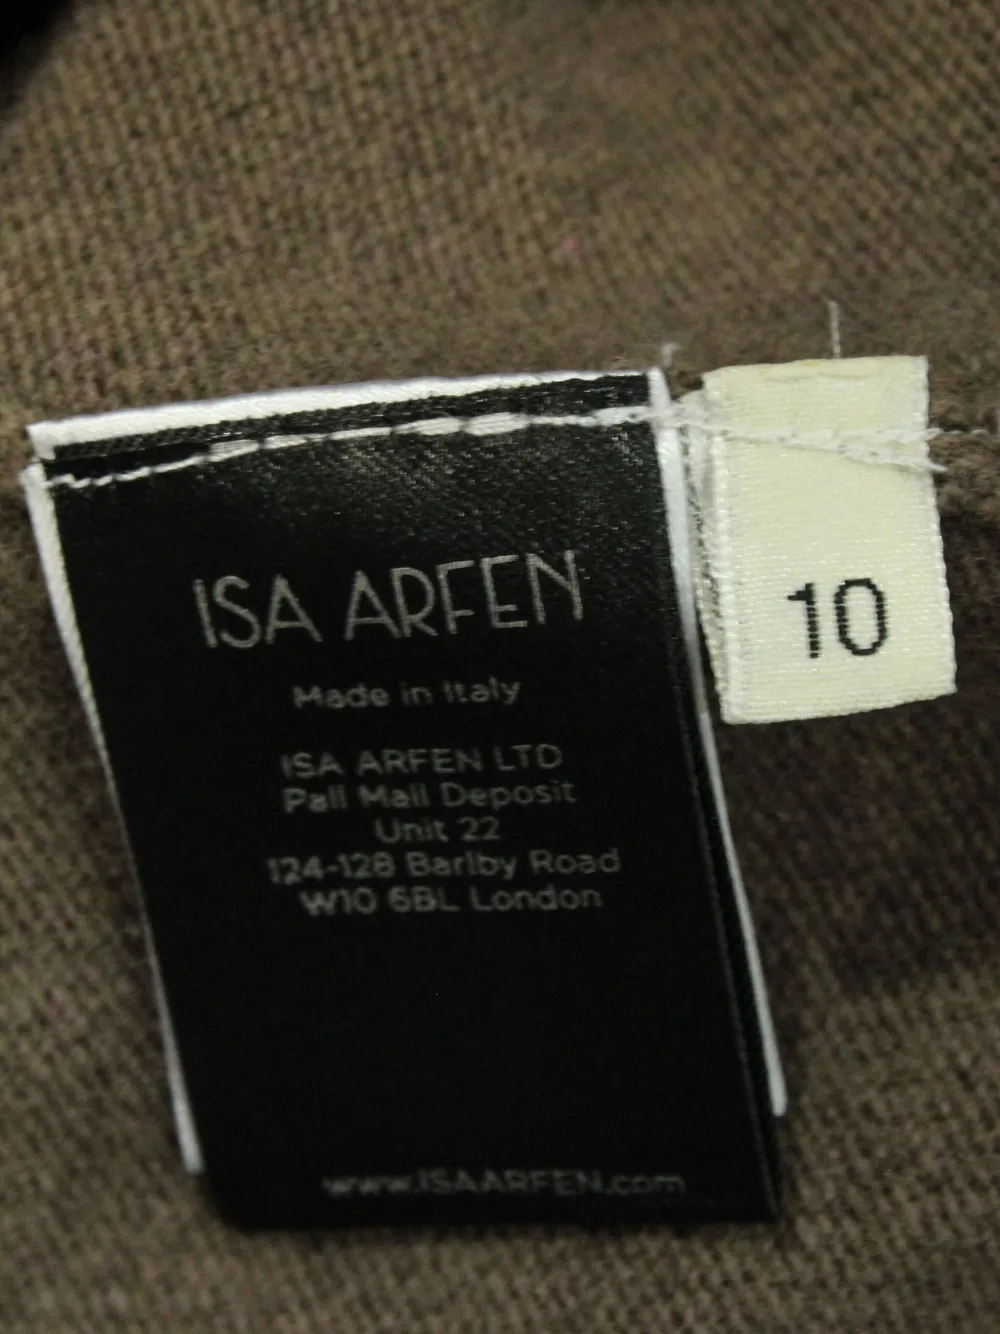 ISA ARFEN
Made in Italy
ISA ARFEN LTD
Pall Mall Deposit
Unit 22
124-128 Barlby Road
W10 6BL London
www.ISAARFEN.com
10